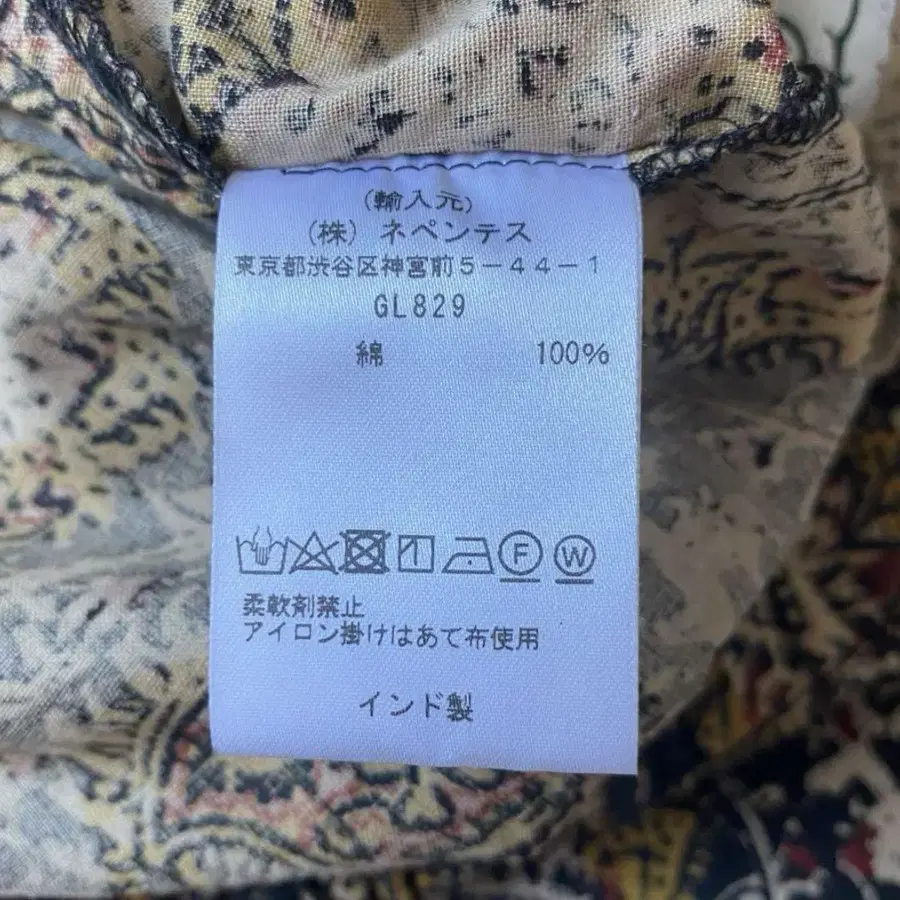 (輸入元)
(株) ネペンテス
東京都渋谷区神宮前5-44-1
GL829
綿 100%
F W
柔軟剤禁止
アイロン掛けはあて布使用
インド製